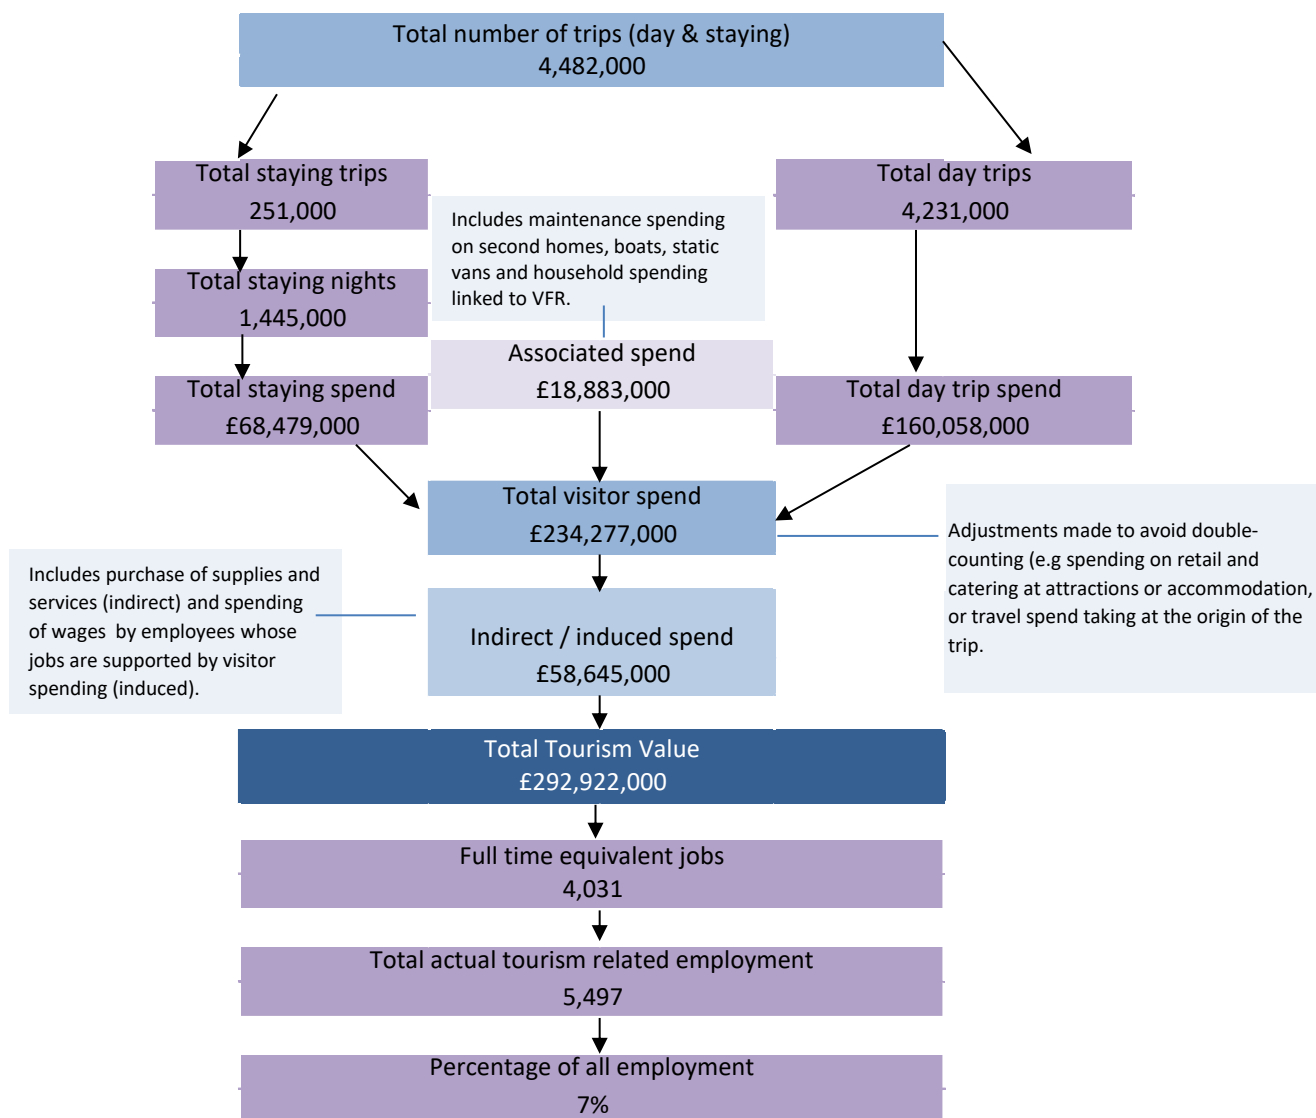 Total number of trips (day & staying)
4,482,000
Total staying trips
251,000
Total day trips
4,231,000
Includes maintenance spending
on second homes, boats, static
vans and household spending
linked to VFR.
Total staying nights
1,445,000
Associated spend
£18,883,000
Total staying spend
£68,479,000
Total day trip spend
£160,058,000
Total visitor spend
£234,277,000
Adjustments made to avoid double-
counting (e.g spending on retail and
catering at attractions or accommodation,
or travel spend taking at the origin of the
trip.
Includes purchase of supplies and
services (indirect) and spending
of wages by employees whose
jobs are supported by visitor
spending (induced).
Indirect / induced spend
£58,645,000
Total Tourism Value
£292,922,000
Full time equivalent jobs
4,031
Total actual tourism related employment
5,497
Percentage of all employment
7%